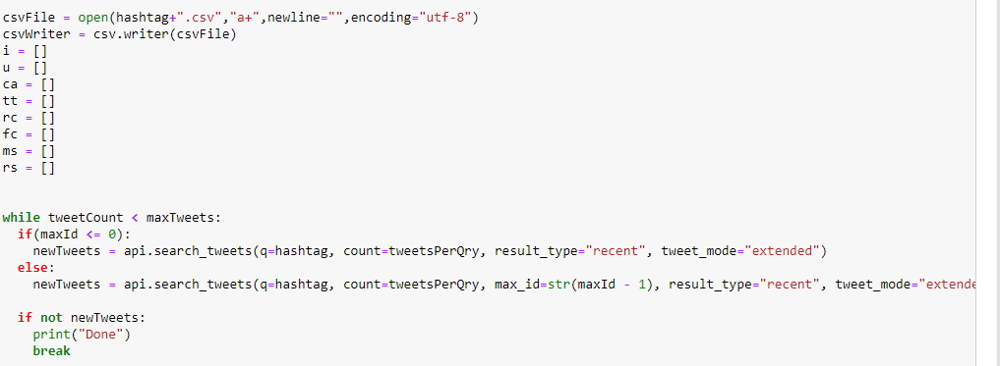 csvFile = open(hashtag+".csv","a+",newline="",encoding="utf-8")
csvWriter = csv.writer(csvFile)
i = []
u = []
ca = []
tt = []
rc = []
fc = []
ms = []
rs = []
while tweetCount < maxTweets:
  if(maxId <= 0):
    newTweets = api.search_tweets(q=hashtag, count=tweetsPerQry, result_type="recent", tweet_mode="extended")
  else:
    newTweets = api.search_tweets(q=hashtag, count=tweetsPerQry, max_id=str(maxId - 1), result_type="recent", tweet_mode="extende
  if not newTweets:
    print("Done")
    break